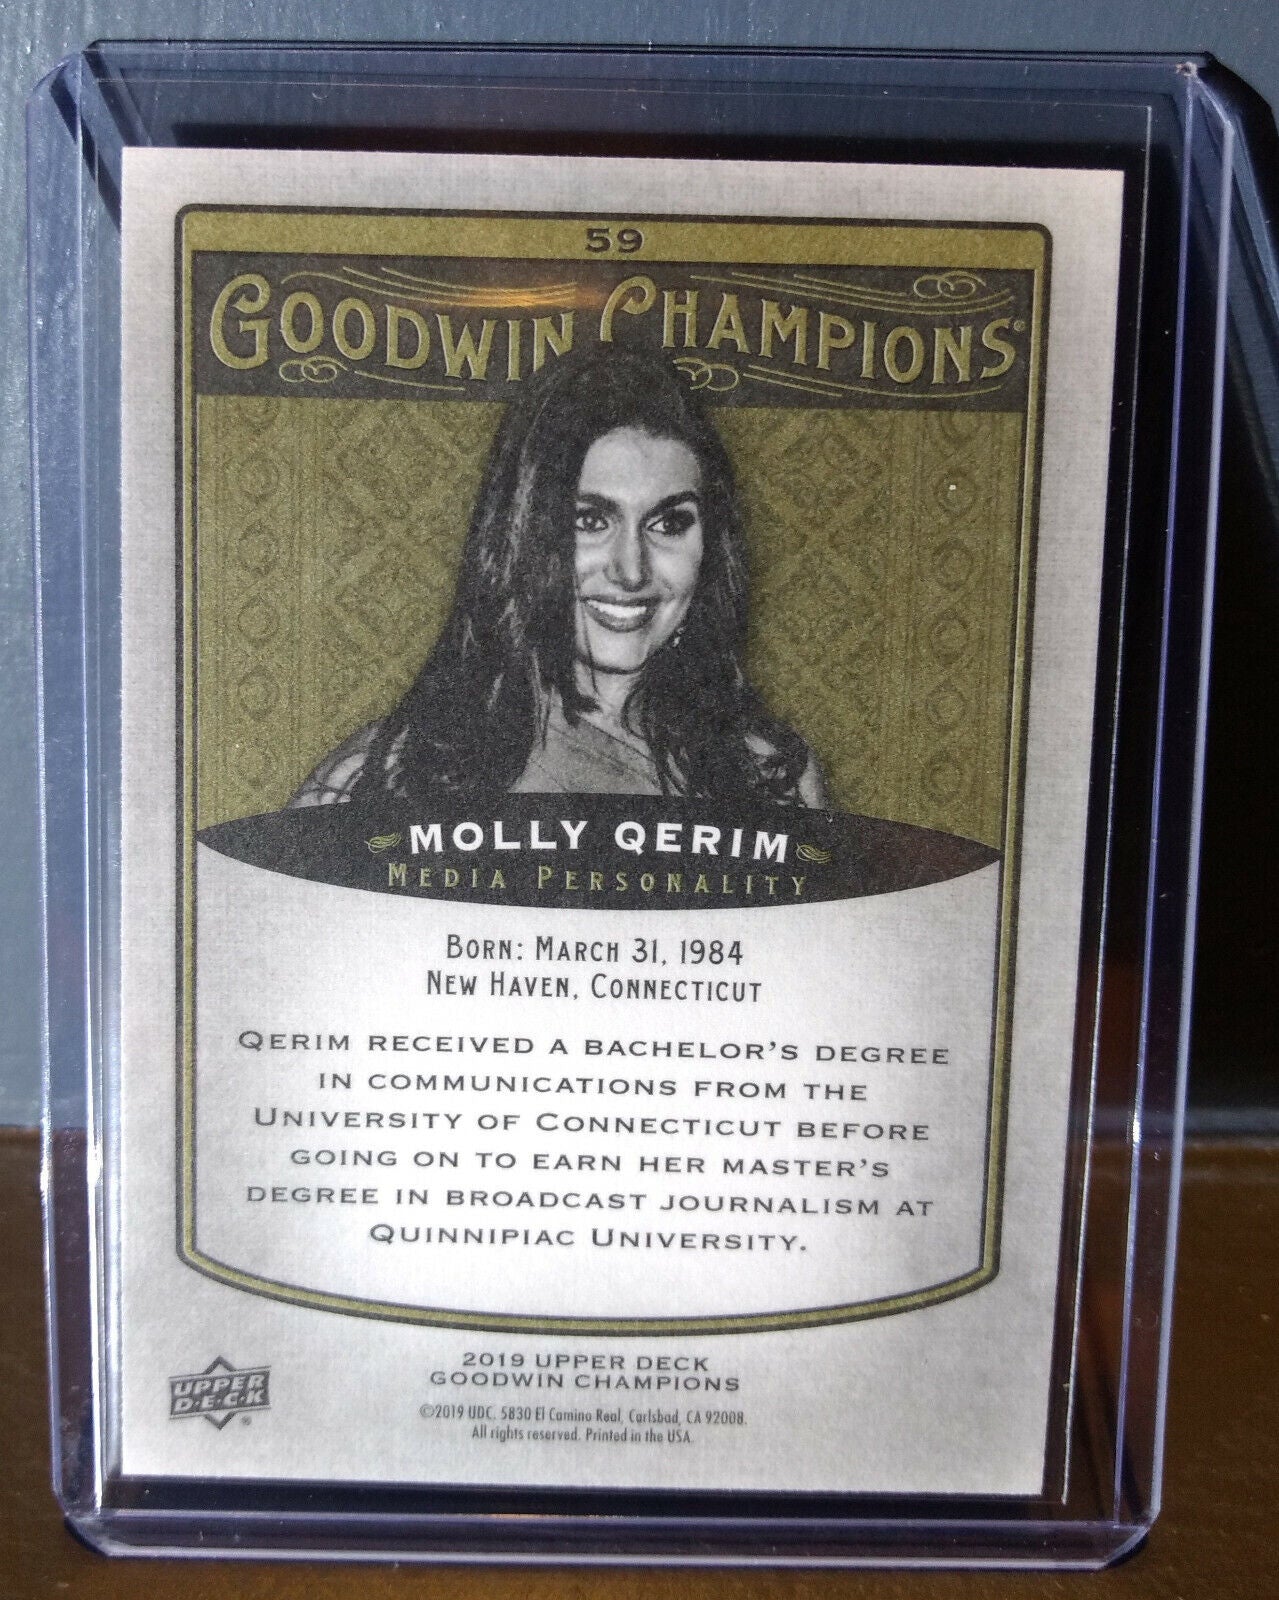 59
GOODWIN CHAMPIONS®
MOLLY QERIM
MEDIA PERSONALITY
BORN: MARCH 31, 1984
NEW HAVEN, CONNECTICUT
QERIM RECEIVED A BACHELOR'S DEGREE
IN COMMUNICATIONS FROM THE
UNIVERSITY OF CONNECTICUT BEFORE
GOING ON TO EARN HER MASTER'S
DEGREE IN BROADCAST JOURNALISM AT
QUINNIPIAC UNIVERSITY.
2019 UPPER DECK
GOODWIN CHAMPIONS
©2019 UDC. 5830 El Camino Real, Carlsbad, CA 92008.
All rights reserved. Printed in the USA.
UPPER
D·E·C·K®